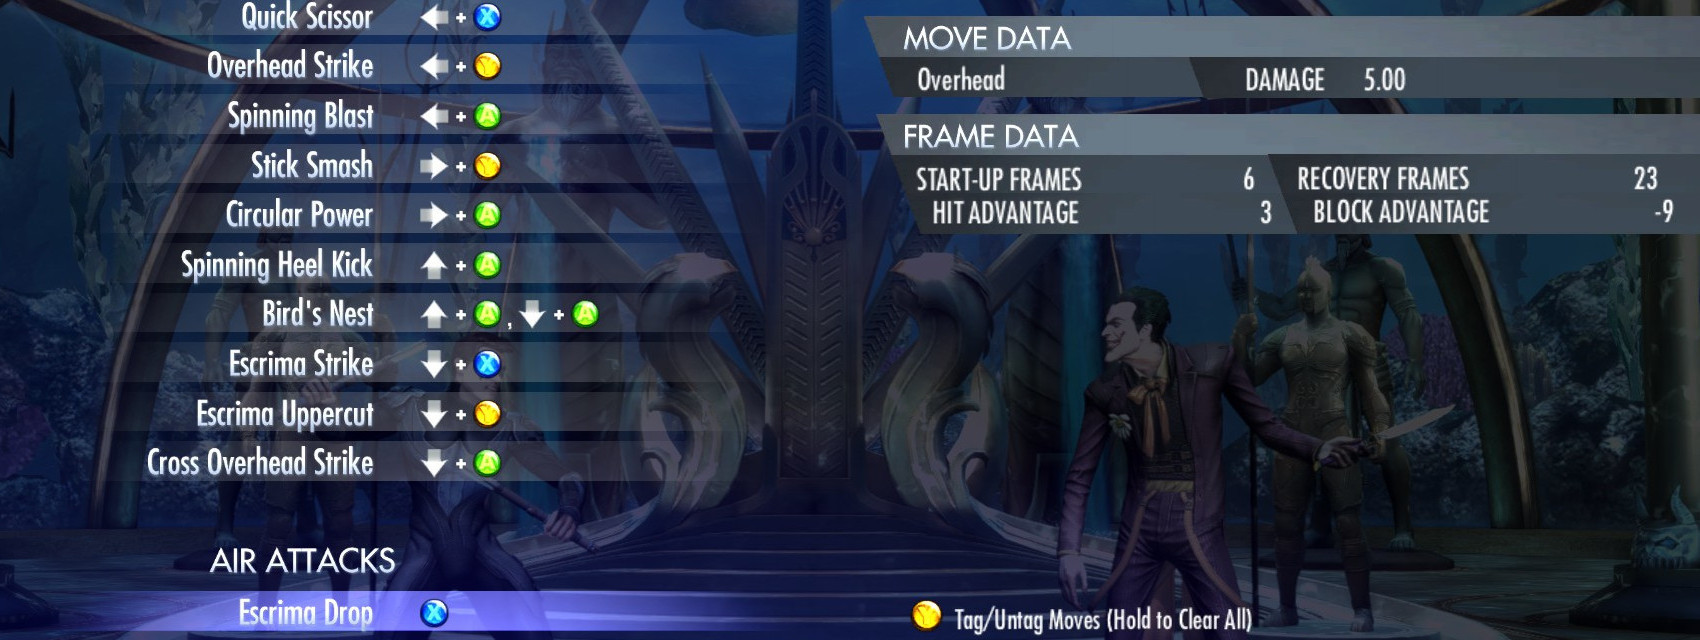 Quick Scissor + X
Overhead Strike + Y
Spinning Blast + A
Stick Smash + Y
Circular Power + A
Spinning Heel Kick + A
Bird's Nest + A , + A
Escrima Strike + X
Escrima Uppercut + Y
Cross Overhead Strike + A
AIR ATTACKS
Escrima Drop X
MOVE DATA
Overhead DAMAGE 5.00
FRAME DATA
START-UP FRAMES 6 RECOVERY FRAMES 23
HIT ADVANTAGE 3 BLOCK ADVANTAGE -9
Y Tag/Untag Moves (Hold to Clear All)